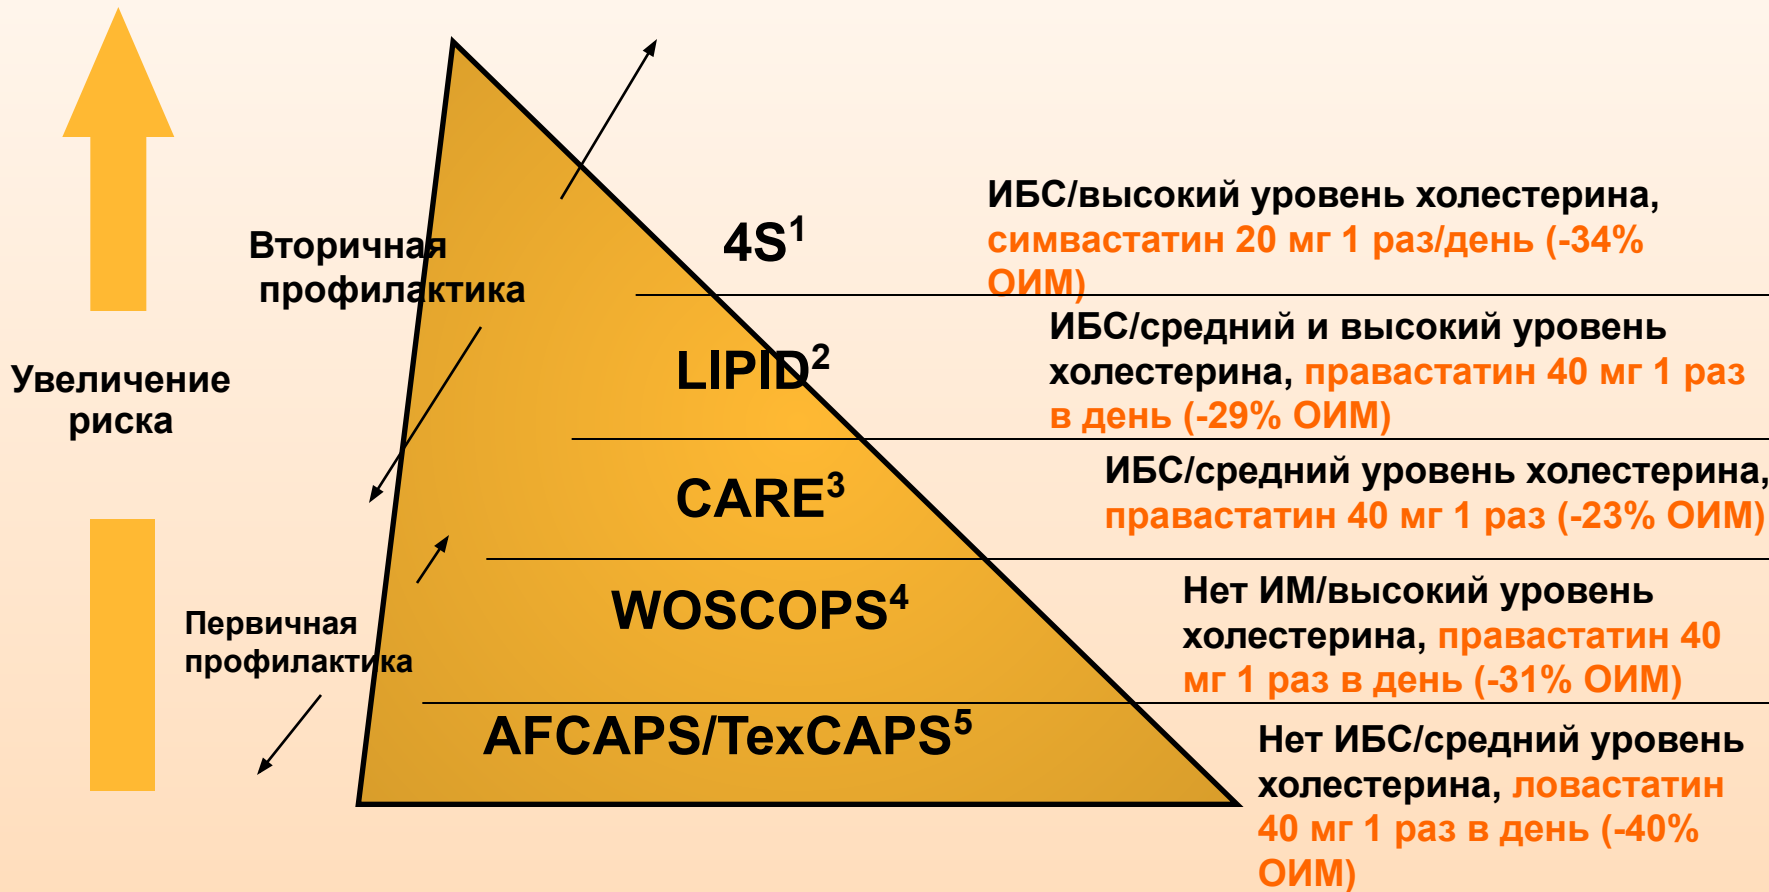 4S¹
ИБС/высокий уровень холестерина,
симвастатин 20 мг 1 раз/день (-34%
ОИМ)
Вторичная
профилактика
LIPID²
ИБС/средний и высокий уровень
холестерина, правастатин 40 мг 1 раз
в день (-29% ОИМ)
Увеличение
риска
CARE³
ИБС/средний уровень холестерина,
правастатин 40 мг 1 раз (-23% ОИМ)
WOSCOPS⁴
Нет ИМ/высокий уровень
холестерина, правастатин 40
мг 1 раз в день (-31% ОИМ)
Первичная
профилактика
AFCAPS/TexCAPS⁵
Нет ИБС/средний уровень
холестерина, ловастатин
40 мг 1 раз в день (-40%
ОИМ)